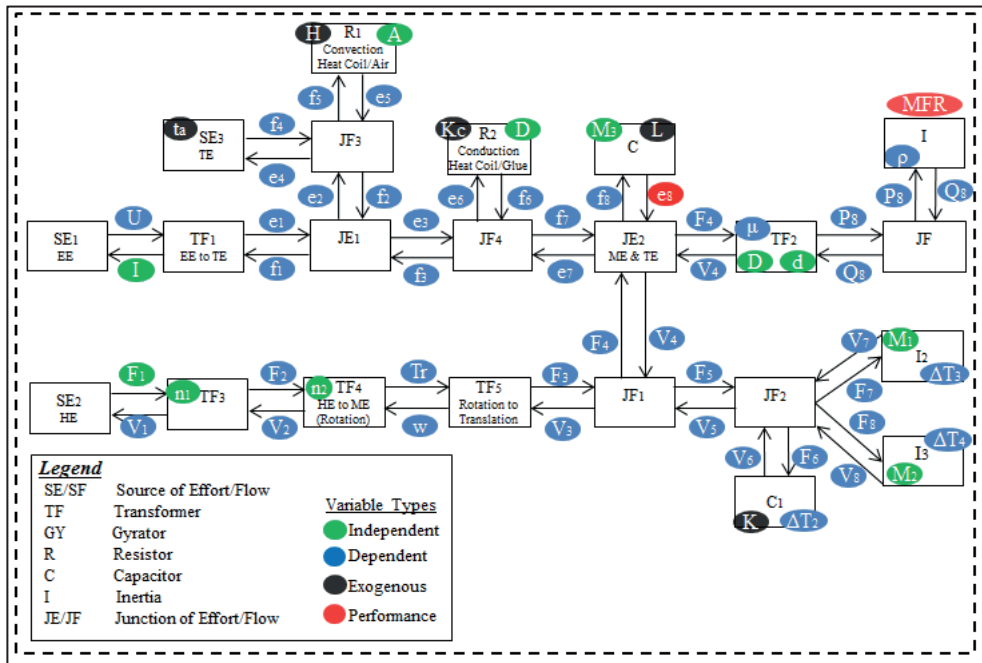 H R1 A
Convection
Heat Coil/Air
f5 e5
ta SE3
TE
f4
e4
JF3
e2 f2
Kc R2 D
Conduction
Heat Coil/Glue
e6 f6
M3 C L
f8 e8
MFR
I
ρ
P8 Q8
SE1
EE
U
I
TF1
EE to TE
e1
f1
JE1
e3
f3
JF4
f7
e7
JE2
ME & TE
F4
V4
μ
TF2
D d
P8
Q8
JF
F4 V4
SE2
HE
F1
V1
n1 TF3
F2
V2
n2 TF4
HE to ME
(Rotation)
Tr
w
TF5
Rotation to
Translation
F3
V3
JF1
F5
V5
JF2
V7
F7
M1
I2
ΔT3
F8
V8
ΔT4
I3
M2
V6 F6
C1
K ΔT2
Legend
SE/SF Source of Effort/Flow
TF Transformer
GY Gyrator
R Resistor
C Capacitor
I Inertia
JE/JF Junction of Effort/Flow
Variable Types
Independent
Dependent
Exogenous
Performance